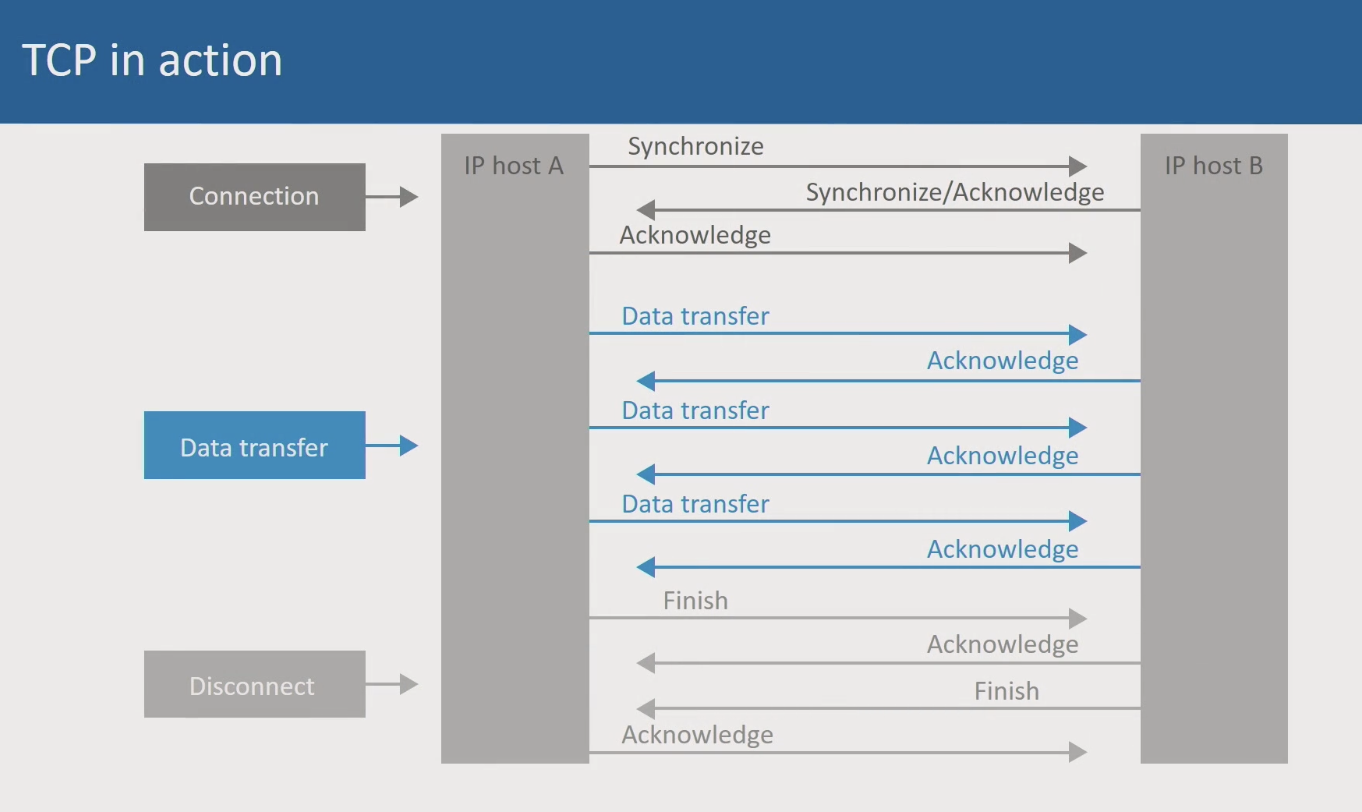 TCP in action
IP host A
IP host B
Connection
Synchronize
Synchronize/Acknowledge
Acknowledge
Data transfer
Data transfer
Acknowledge
Data transfer
Acknowledge
Data transfer
Acknowledge
Disconnect
Finish
Acknowledge
Finish
Acknowledge